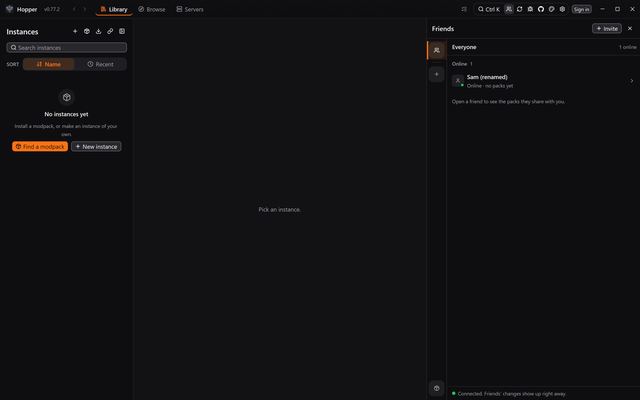 Hopper v0.77.2 Library Browse Servers Ctrl K Sign in
Instances
Search instances
SORT Name Recent
No instances yet
Install a modpack, or make an instance of your
own.
Find a modpack New instance
Pick an instance.
Friends Invite
Everyone 1 online
Online 1
Sam (renamed)
Online · no packs yet
Open a friend to see the packs they share with you.
Connected. Friends' changes show up right away.